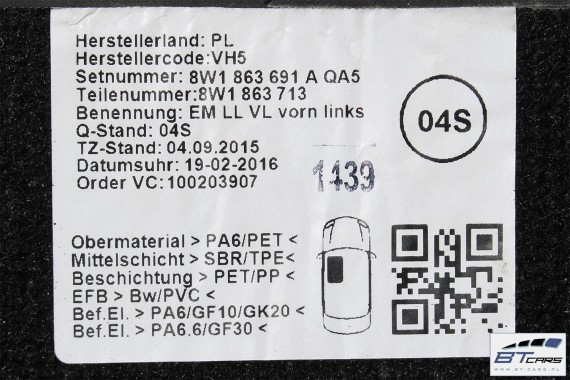 Herstellerland: PL
Herstellercode:VH5
Setnummer: 8W1 863 691 A QA5
Teilenummer:8W1 863 713
Benennung: EM LL VL vorn links
Q-Stand: 04S
TZ-Stand: 04.09.2015
Datumsuhr: 19-02-2016
Order VC:100203907
04S
1439
Obermaterial > PA6/PET <
Mittelschicht > SBR/TPE<
Beschichtung > PET/PP <
EFB > Bw/PVC <
Bef.El. > PA6/GF10/GK20 <
Bef.El. > PA6.6/GF30 <
BT CARS
WWW.BTCARS.PL